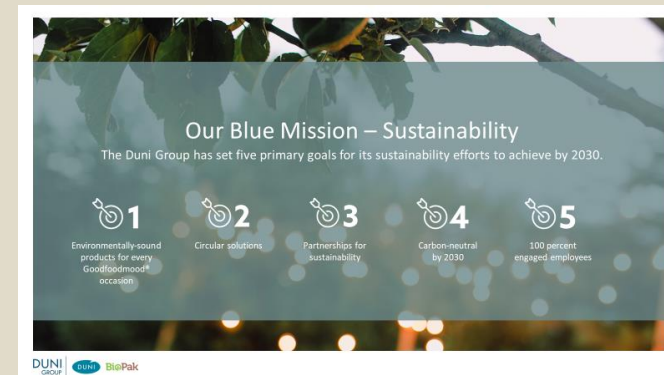 Our Blue Mission – Sustainability
The Duni Group has set five primary goals for its sustainability efforts to achieve by 2030.
1
Environmentally-sound
products for every
Goodfoodmood®
occasion
2
Circular solutions
3
Partnerships for
sustainability
4
Carbon-neutral
by 2030
5
100 percent
engaged employees
DUNI
GROUP
DUNI
BioPak